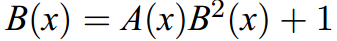 B(x) = A(x)B²(x) + 1